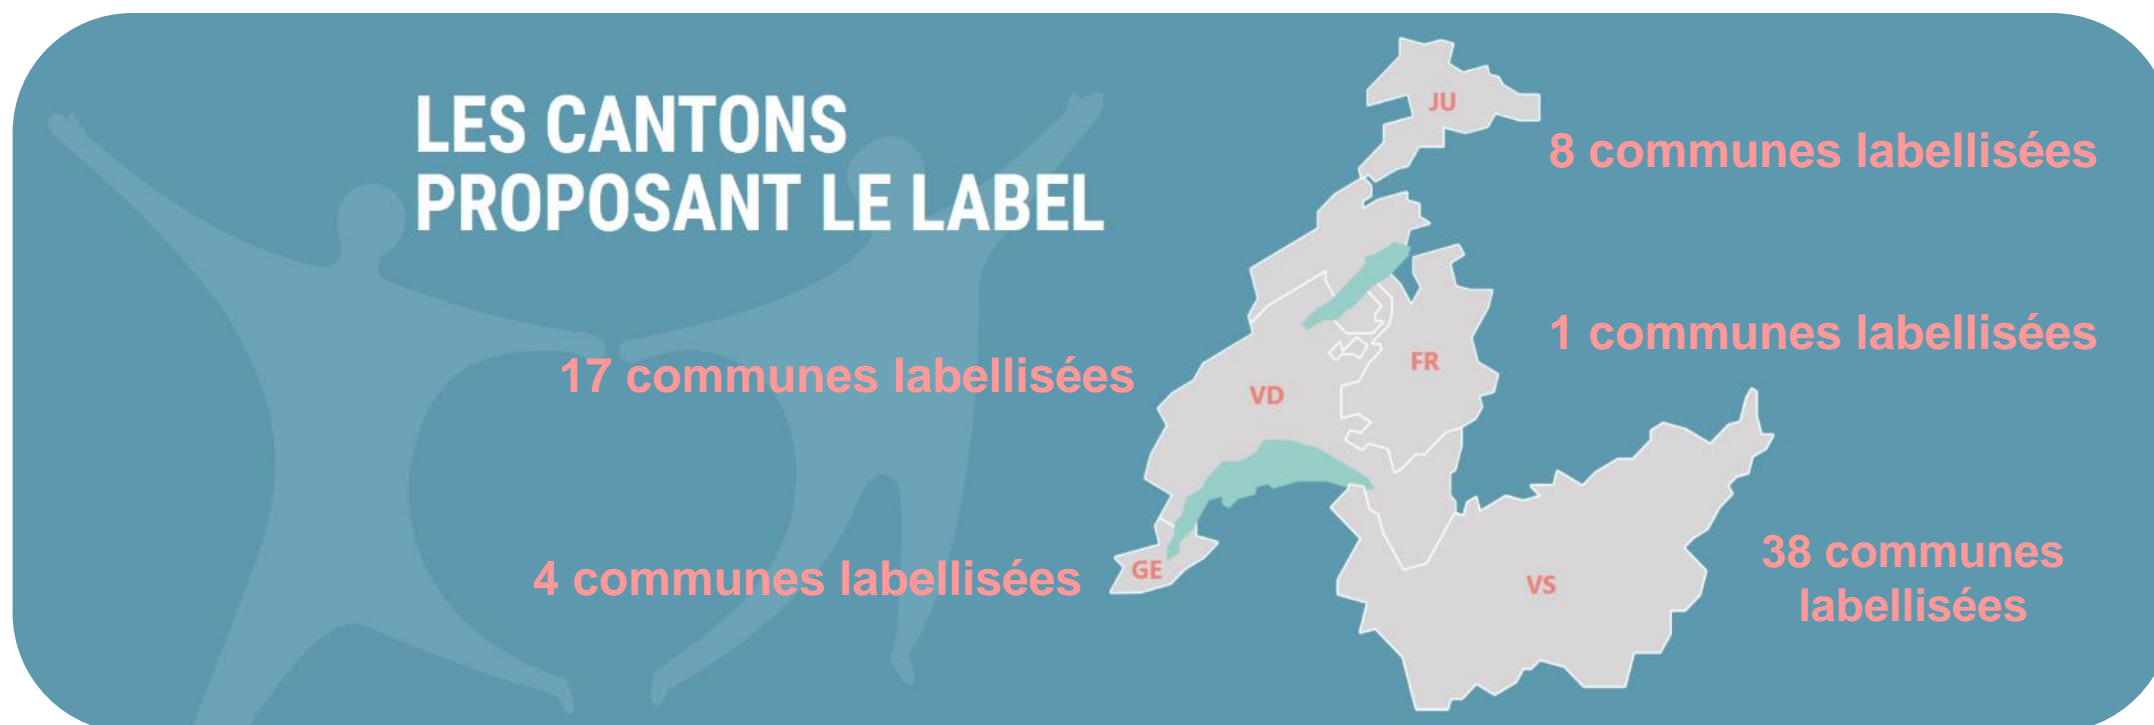 LES CANTONS
PROPOSANT LE LABEL
JU
8 communes labellisées
1 communes labellisées
FR
17 communes labellisées
VD
38 communes
labellisées
4 communes labellisées
GE
VS